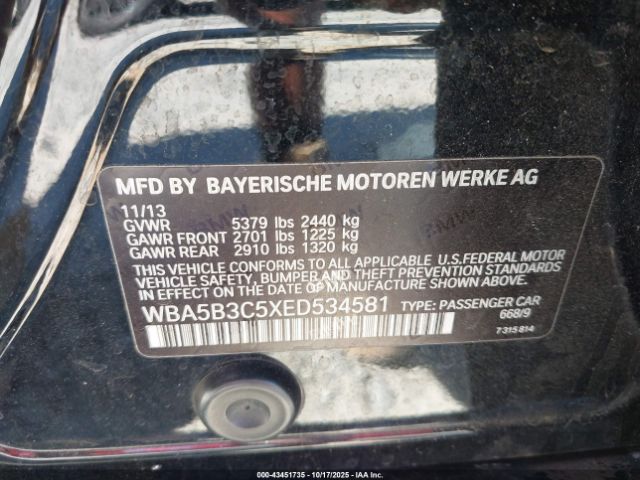 MFD BY BAYERISCHE MOTOREN WERKE AG
11/13
GVWR 5379 lbs 2440 kg
GAWR FRONT 2701 lbs 1225 kg
GAWR REAR 2910 lbs 1320 kg
THIS VEHICLE CONFORMS TO ALL APPLICABLE U.S.FEDERAL MOTOR
VEHICLE SAFETY, BUMPER AND THEFT PREVENTION STANDARDS
IN EFFECT ON THE DATE OF MANUFACTURE SHOWN ABOVE.
WBA5B3C5XED534581 TYPE: PASSENGER CAR
668/9
7 315 814
00-43451735 - 10/17/2025 - IAAI.COM